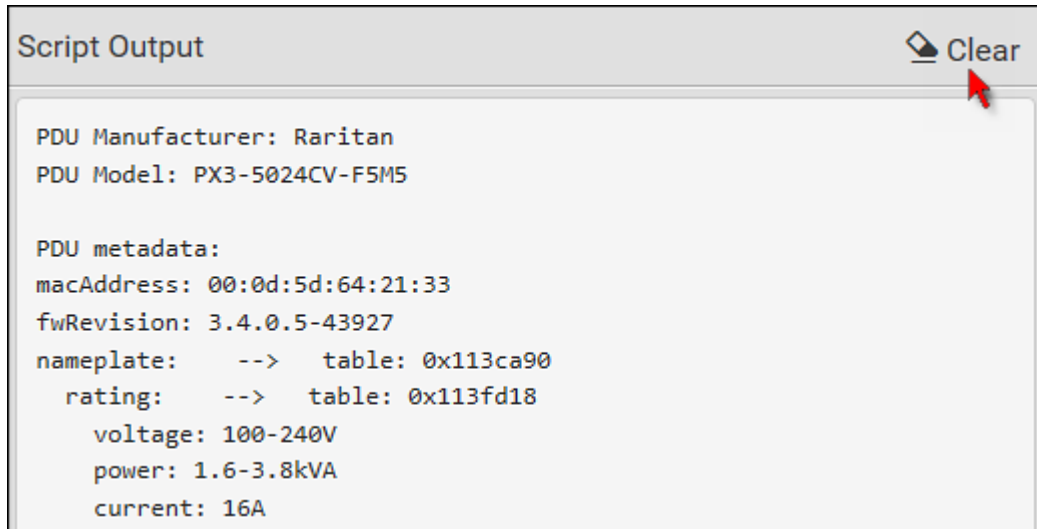 Script Output
Clear
PDU Manufacturer: Raritan
PDU Model: PX3-5024CV-F5M5
PDU metadata:
macAddress: 00:0d:5d:64:21:33
fwRevision: 3.4.0.5-43927
nameplate:    -->   table: 0x113ca90
  rating:    -->   table: 0x113fd18
    voltage: 100-240V
    power: 1.6-3.8kVA
    current: 16A